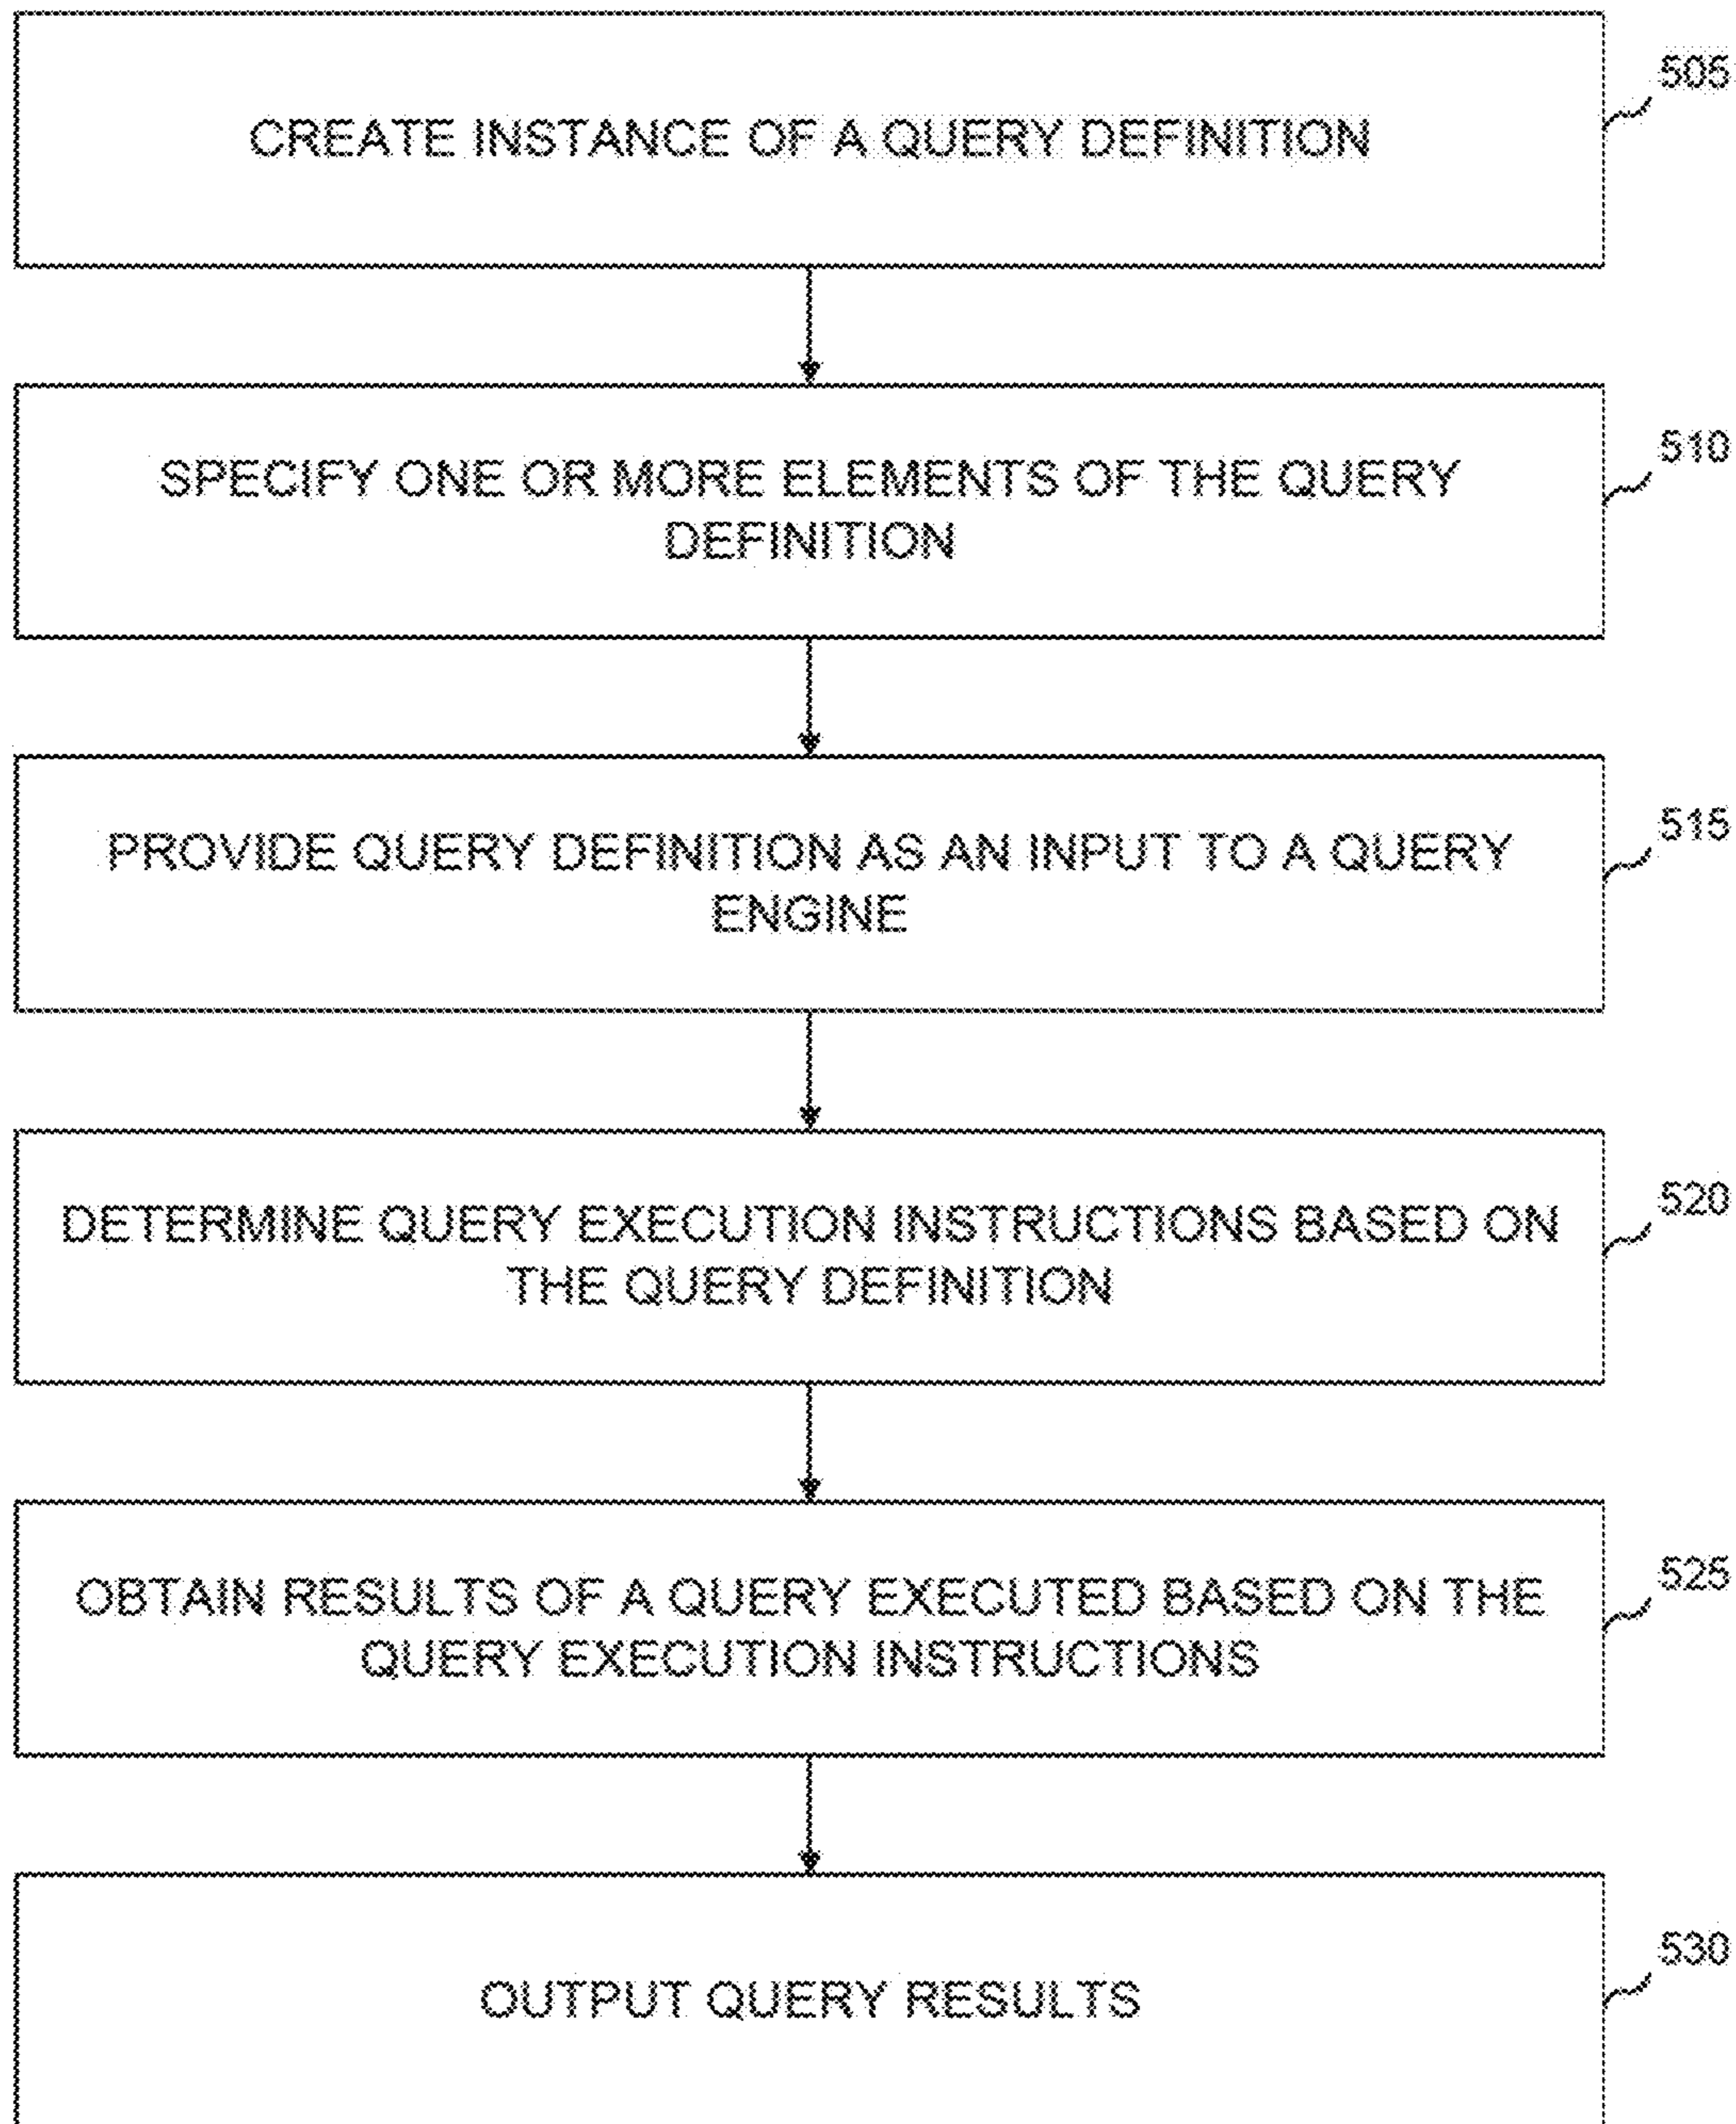 CREATE INSTANCE OF A QUERY DEFINITION
505
SPECIFY ONE OR MORE ELEMENTS OF THE QUERY
DEFINITION
510
PROVIDE QUERY DEFINITION AS AN INPUT TO A QUERY
ENGINE
515
DETERMINE QUERY EXECUTION INSTRUCTIONS BASED ON
THE QUERY DEFINITION
520
OBTAIN RESULTS OF A QUERY EXECUTED BASED ON THE
QUERY EXECUTION INSTRUCTIONS
525
OUTPUT QUERY RESULTS
530